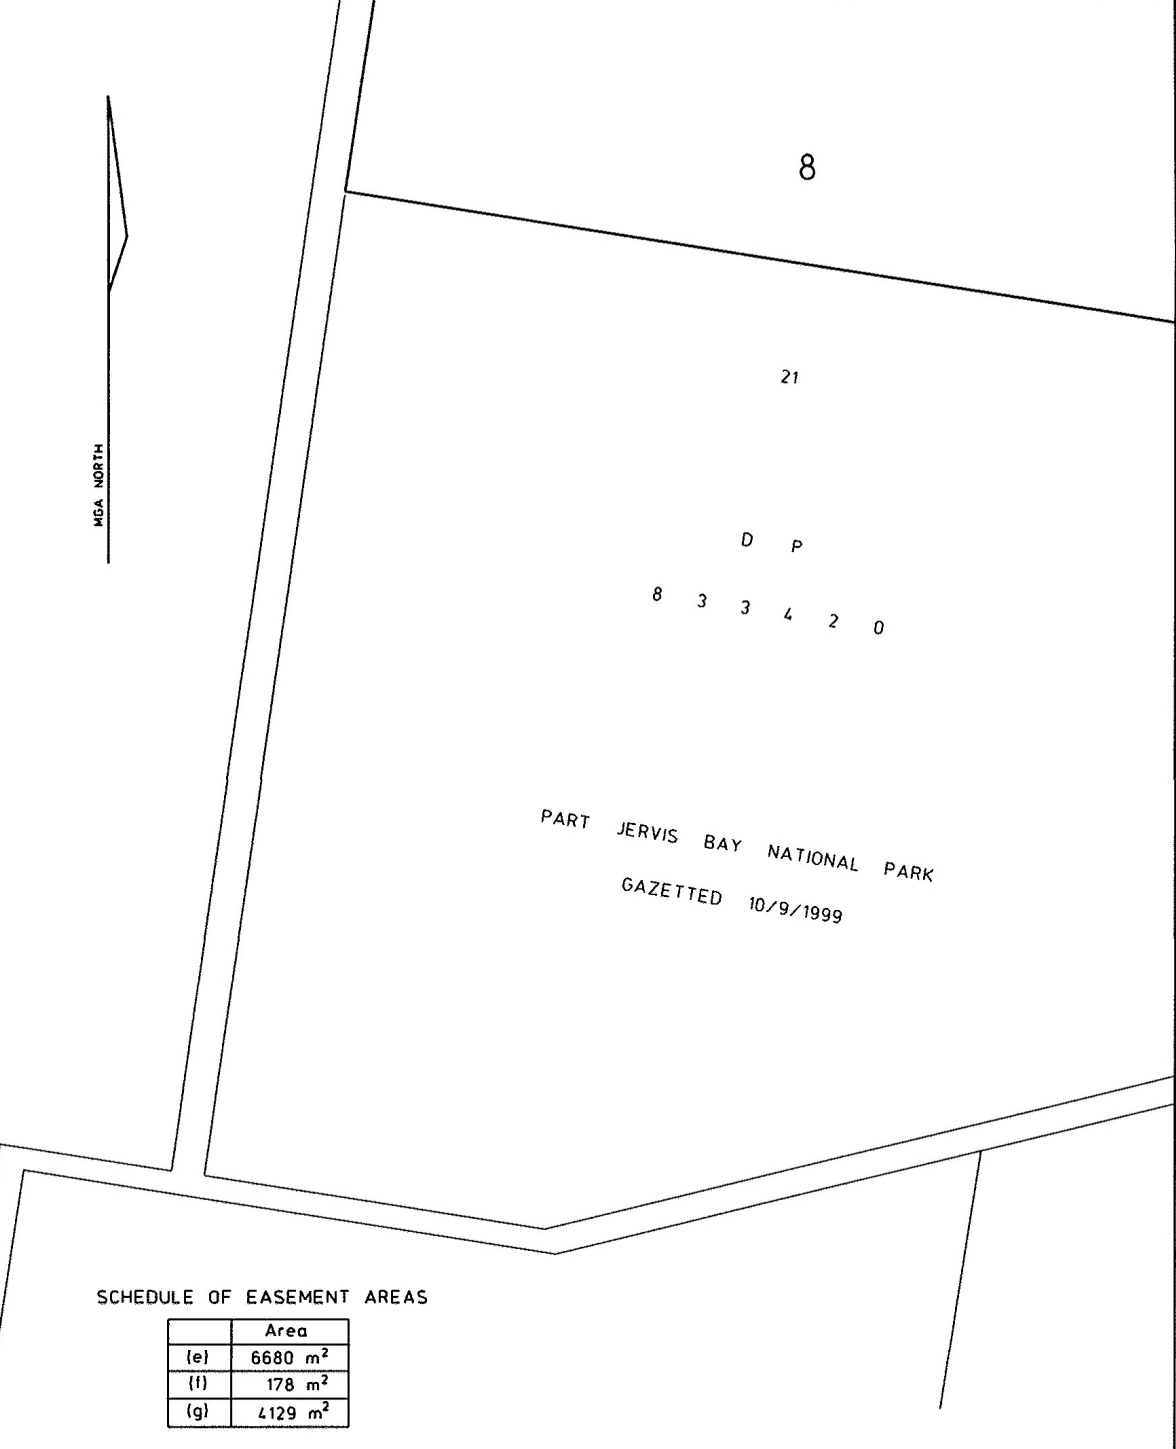 8
21
MGA NORTH
D P
8 3 3 4 2 0
PART JERVIS BAY NATIONAL PARK
GAZETTED 10/9/1999
SCHEDULE OF EASEMENT AREAS
Area
(e) 6680 m²
(f) 178 m²
(g) 4129 m²